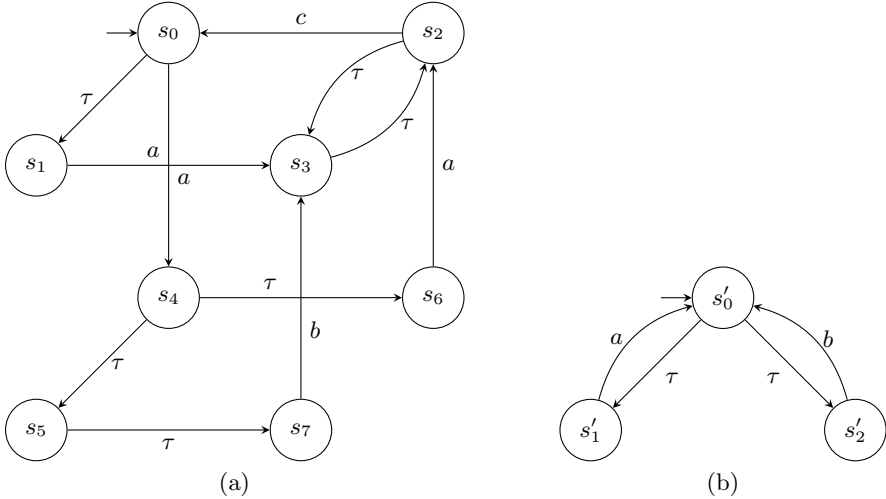 s₀ c s₂
τ τ τ
s₁ a a s₃ a
s₄ τ s₆ s′₀
τ b a b
τ τ
s₅ τ s₇ s′₁ s′₂
(a) (b)